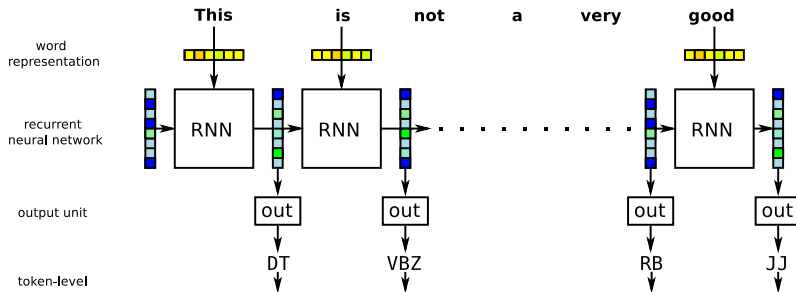 This is not a very good
word
representation
RNN RNN RNN
recurrent
neural network
output unit
out out out out
DT VBZ RB JJ
token-level